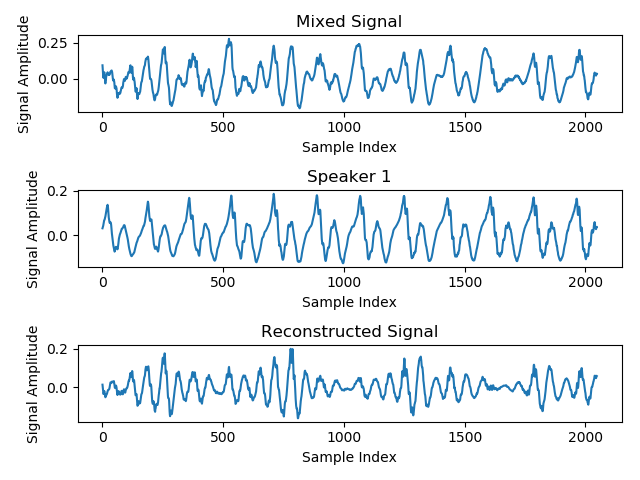 Mixed Signal
Signal Amplitude
0.25
0.00
0 500 1000 1500 2000
Sample Index
Speaker 1
Signal Amplitude
0.2
0.0
0 500 1000 1500 2000
Sample Index
Reconstructed Signal
Signal Amplitude
0.2
0.0
0 500 1000 1500 2000
Sample Index